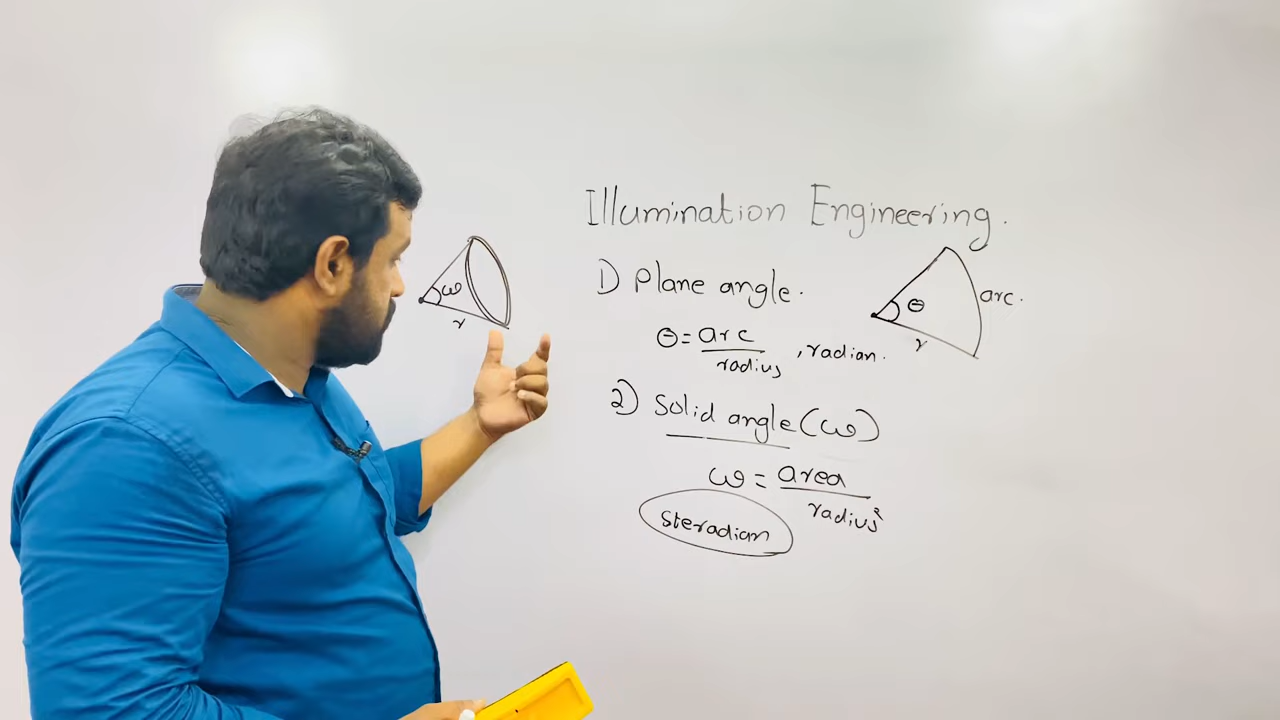 Illumination Engineering.
1) Plane angle.
θ = arc / radius , radian.
θ
arc.
r
2) Solid angle (ω)
ω = area / radius²
steradian
ω
r